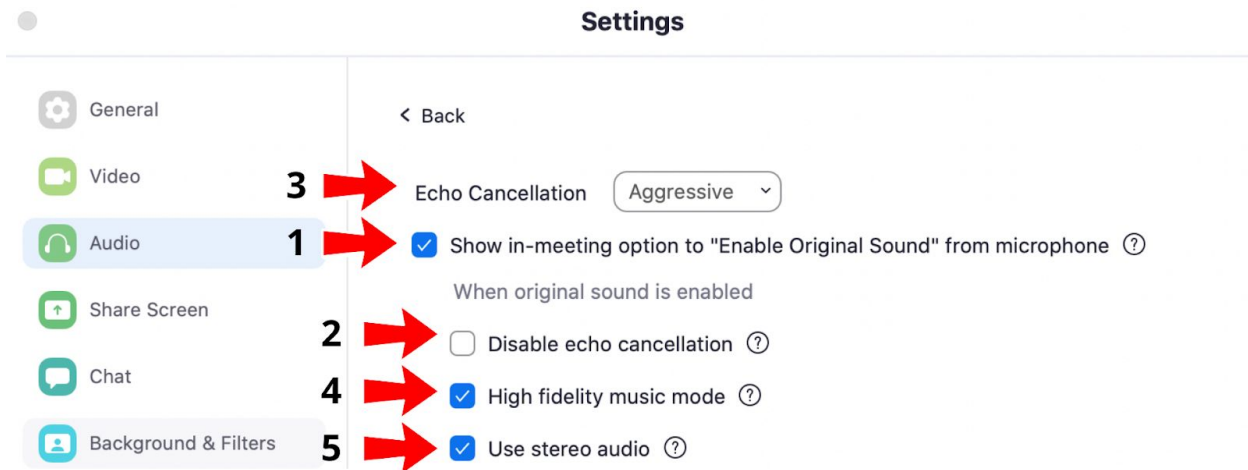 Settings
General
Video
Audio
Share Screen
Chat
Background & Filters
< Back
3 Echo Cancellation Aggressive
1 Show in-meeting option to "Enable Original Sound" from microphone ?
When original sound is enabled
2 Disable echo cancellation ?
4 High fidelity music mode ?
5 Use stereo audio ?